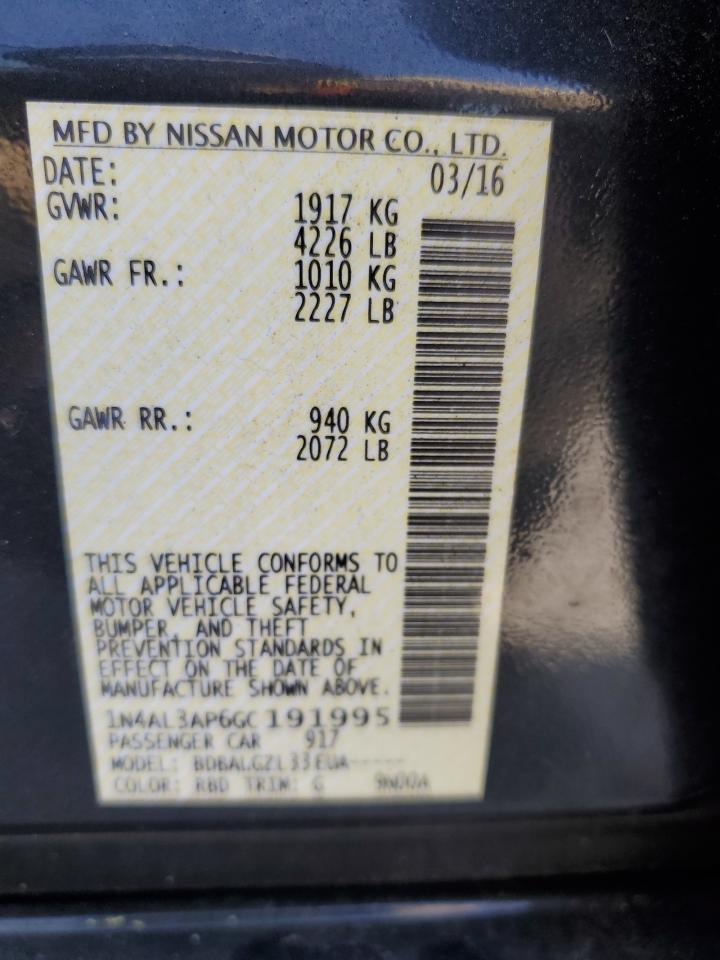 MFD BY NISSAN MOTOR CO., LTD.
DATE: 03/16
GVWR: 1917 KG
4226 LB
GAWR FR.: 1010 KG
2227 LB
GAWR RR.: 940 KG
2072 LB
THIS VEHICLE CONFORMS TO
ALL APPLICABLE FEDERAL
MOTOR VEHICLE SAFETY,
BUMPER, AND THEFT
PREVENTION STANDARDS IN
EFFECT ON THE DATE OF
MANUFACTURE SHOWN ABOVE.
1N4AL3AP6GC191995
PASSENGER CAR 917
MODEL: BDBALGZL33EUA-----
COLOR: RBD TRIM: G